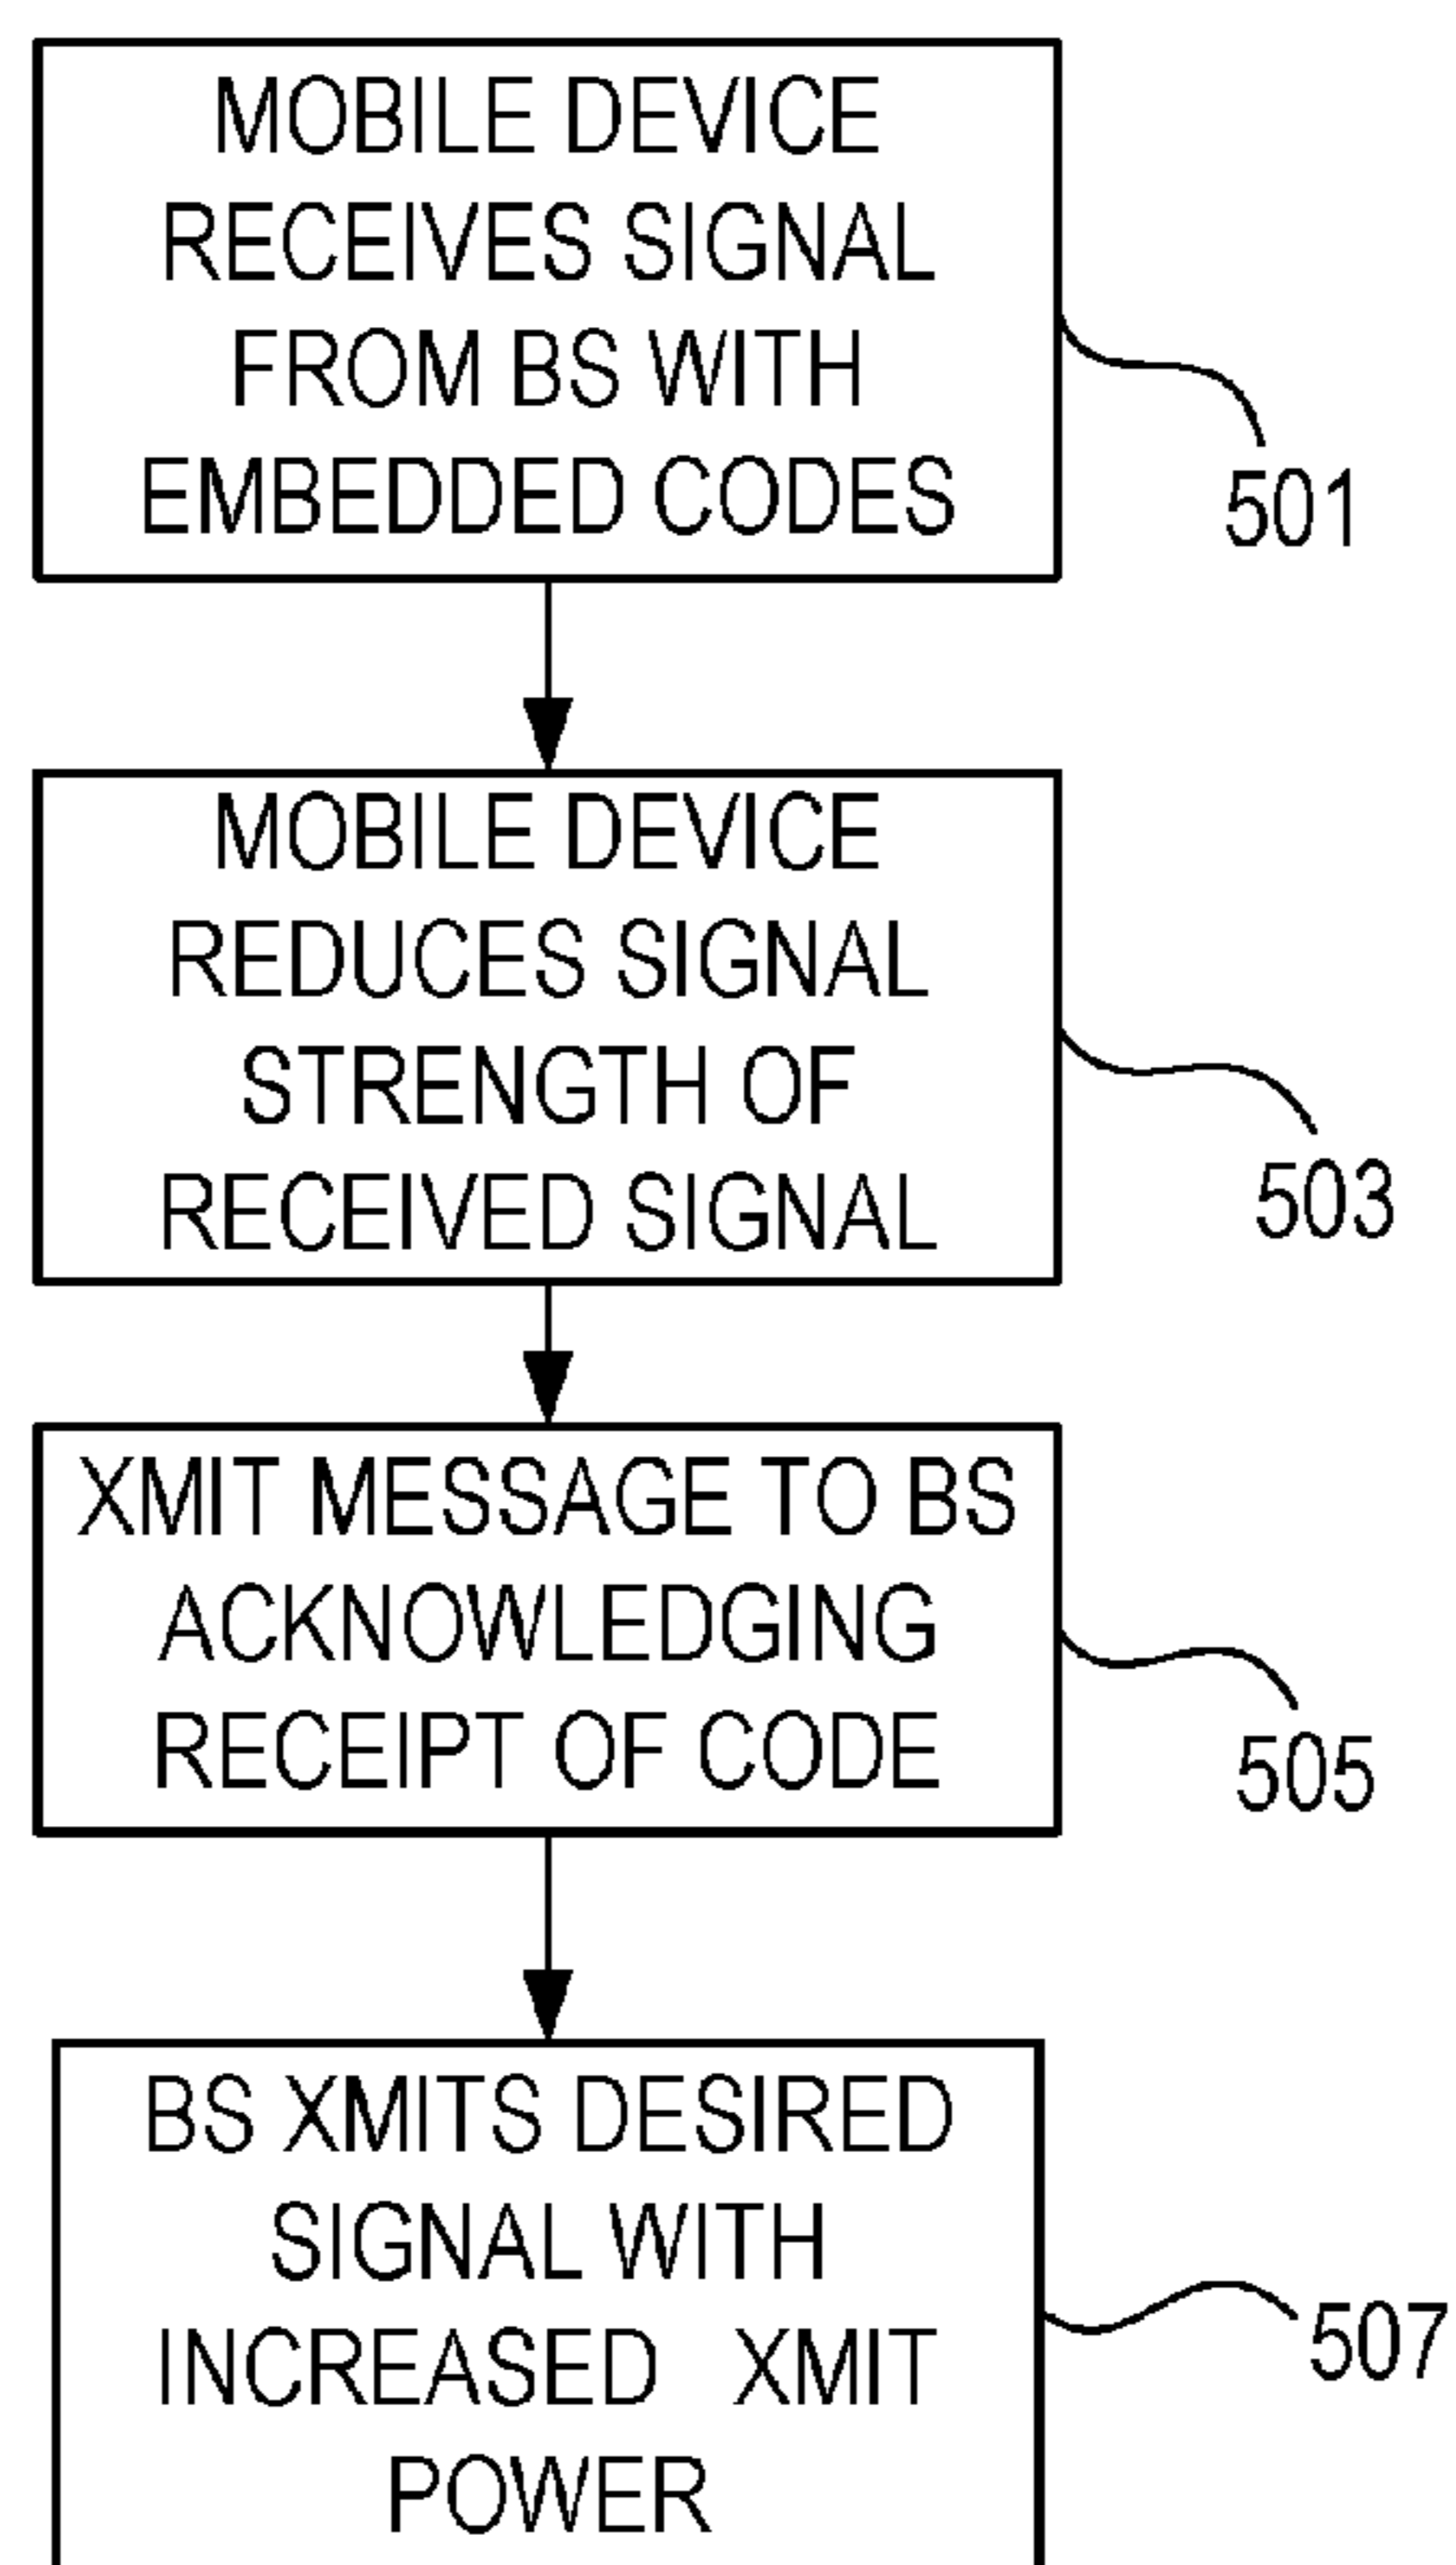 MOBILE DEVICE
RECEIVES SIGNAL
FROM BS WITH
EMBEDDED CODES
501
MOBILE DEVICE
REDUCES SIGNAL
STRENGTH OF
RECEIVED SIGNAL
503
XMIT MESSAGE TO BS
ACKNOWLEDGING
RECEIPT OF CODE
505
BS XMITS DESIRED
SIGNAL WITH
INCREASED XMIT
POWER
507